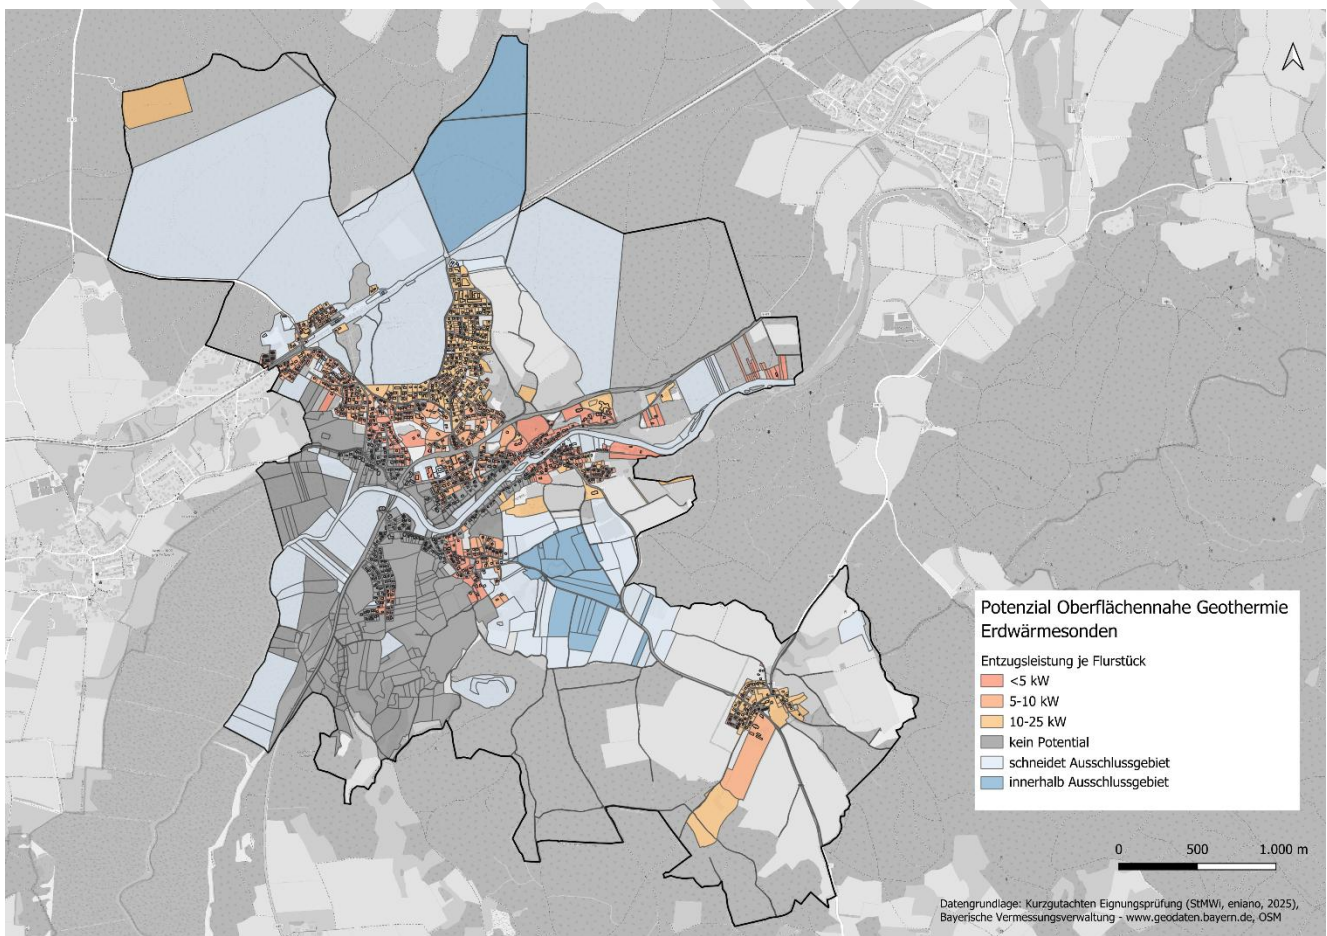 Potenzial Oberflächennahe Geothermie
Erdwärmesonden
Entzugsleistung je Flurstück
<5 kW
5-10 kW
10-25 kW
kein Potential
schneidet Ausschlussgebiet
innerhalb Ausschlussgebiet
0 500 1.000 m
Datengrundlage: Kurzgutachten Eignungsprüfung (StMWi, eniano, 2025),
Bayerische Vermessungsverwaltung - www.geodaten.bayern.de, OSM